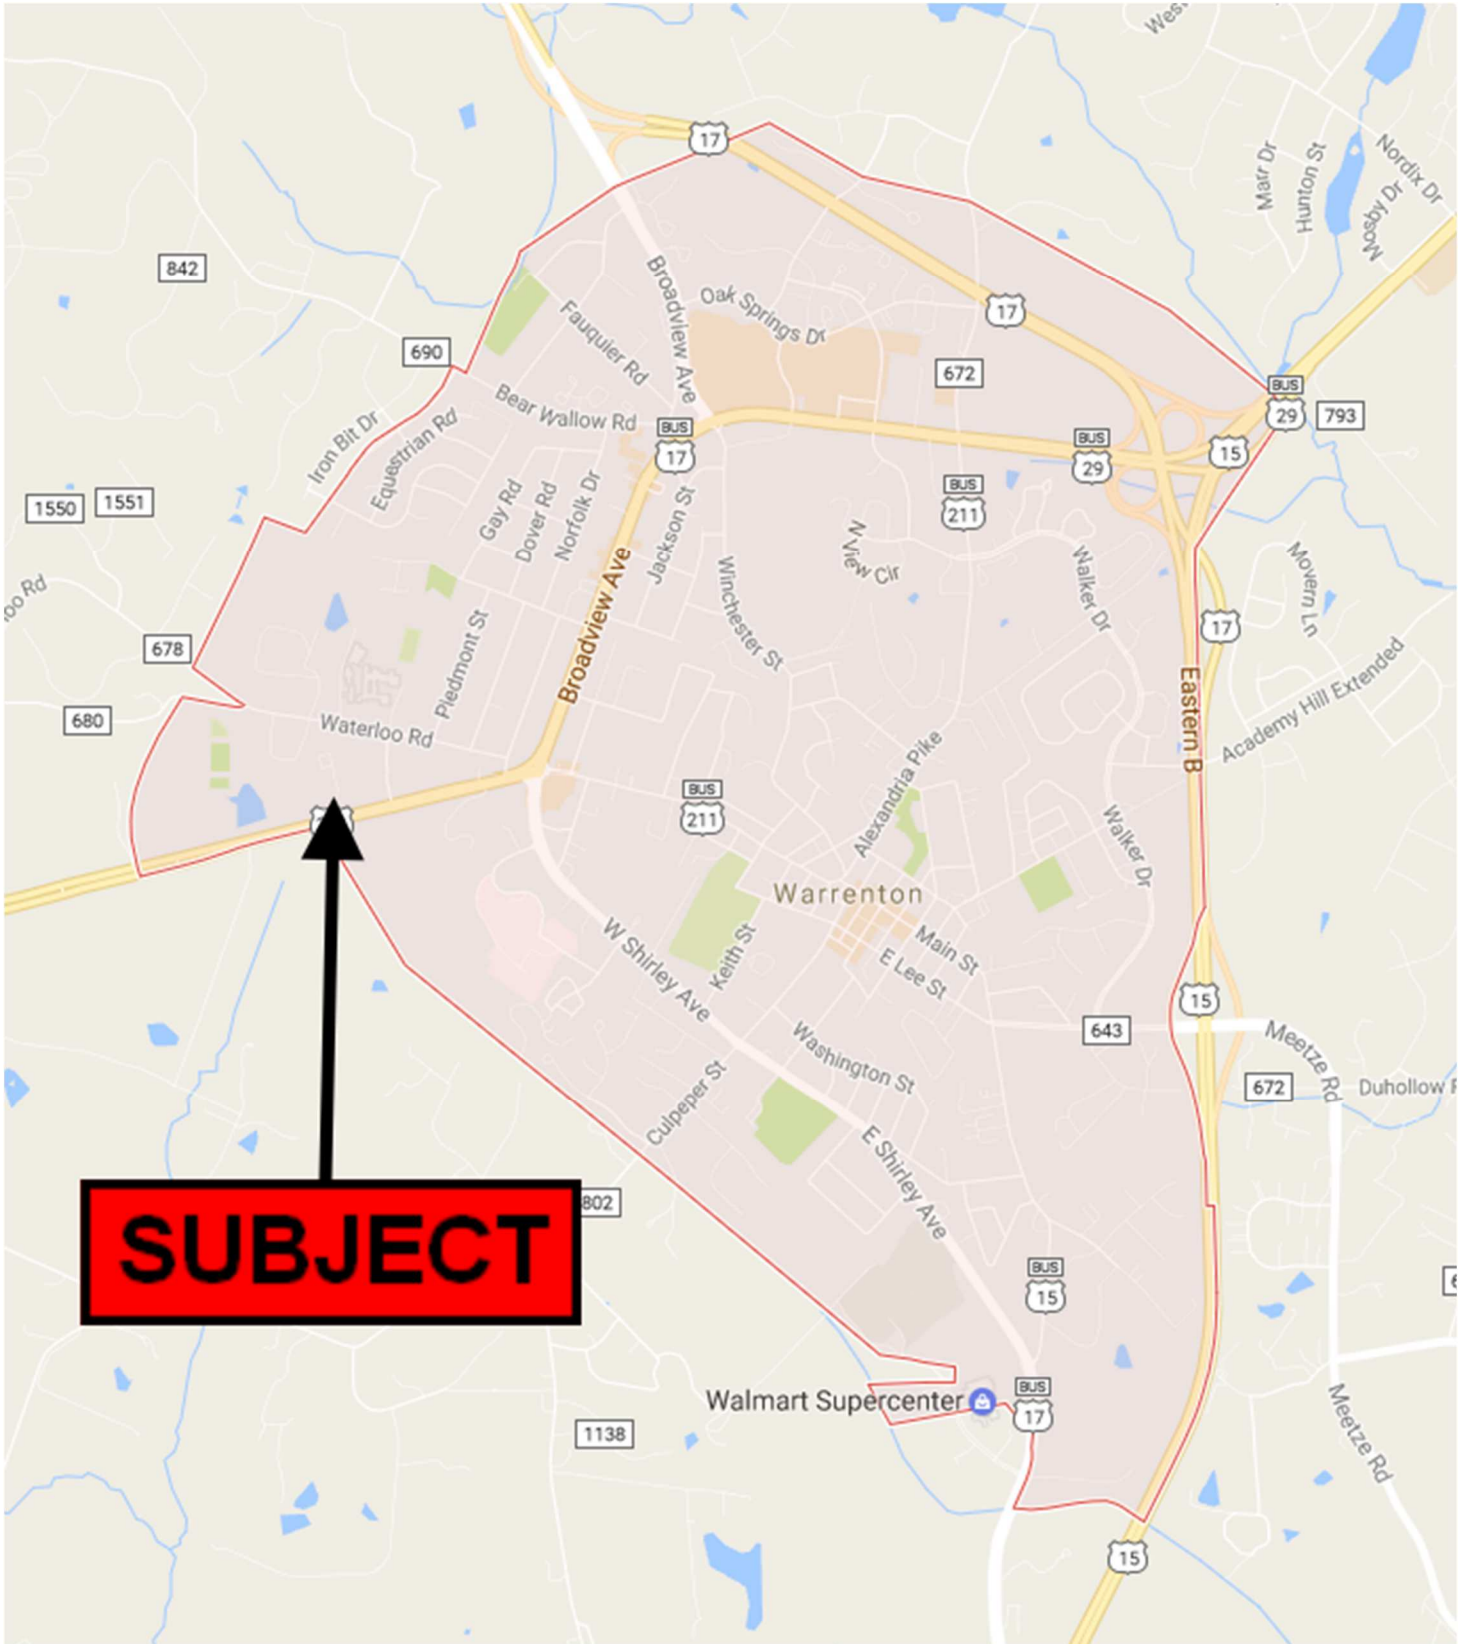 Wes
17
Marr Dr
Hunton St
Nordix Dr
Mosby Dr
842
Broadview Ave
Oak Springs Dr
17
Fauquier Rd
690
672
Bear Wallow Rd
BUS
17
BUS
29
793
Iron Bit Dr
Equestrian Rd
BUS
29
15
1550
1551
Gay Rd
Dover Rd
Norfolk Dr
Jackson St
BUS
211
N
View Cir
Walker Dr
Movern Ln
oo Rd
Broadview Ave
Winchester St
17
678
Piedmont St
Eastern B
Academy Hill Extended
680
Waterloo Rd
BUS
211
Alexandria Pike
Walker Dr
Warrenton
W Shirley Ave
Keith St
Main St
E Lee St
15
643
Meetze Rd
Washington St
672
Duhollow R
Culpeper St
E Shirley Ave
802
SUBJECT
BUS
15
6
Walmart Supercenter
BUS
17
1138
Meetze Rd
15